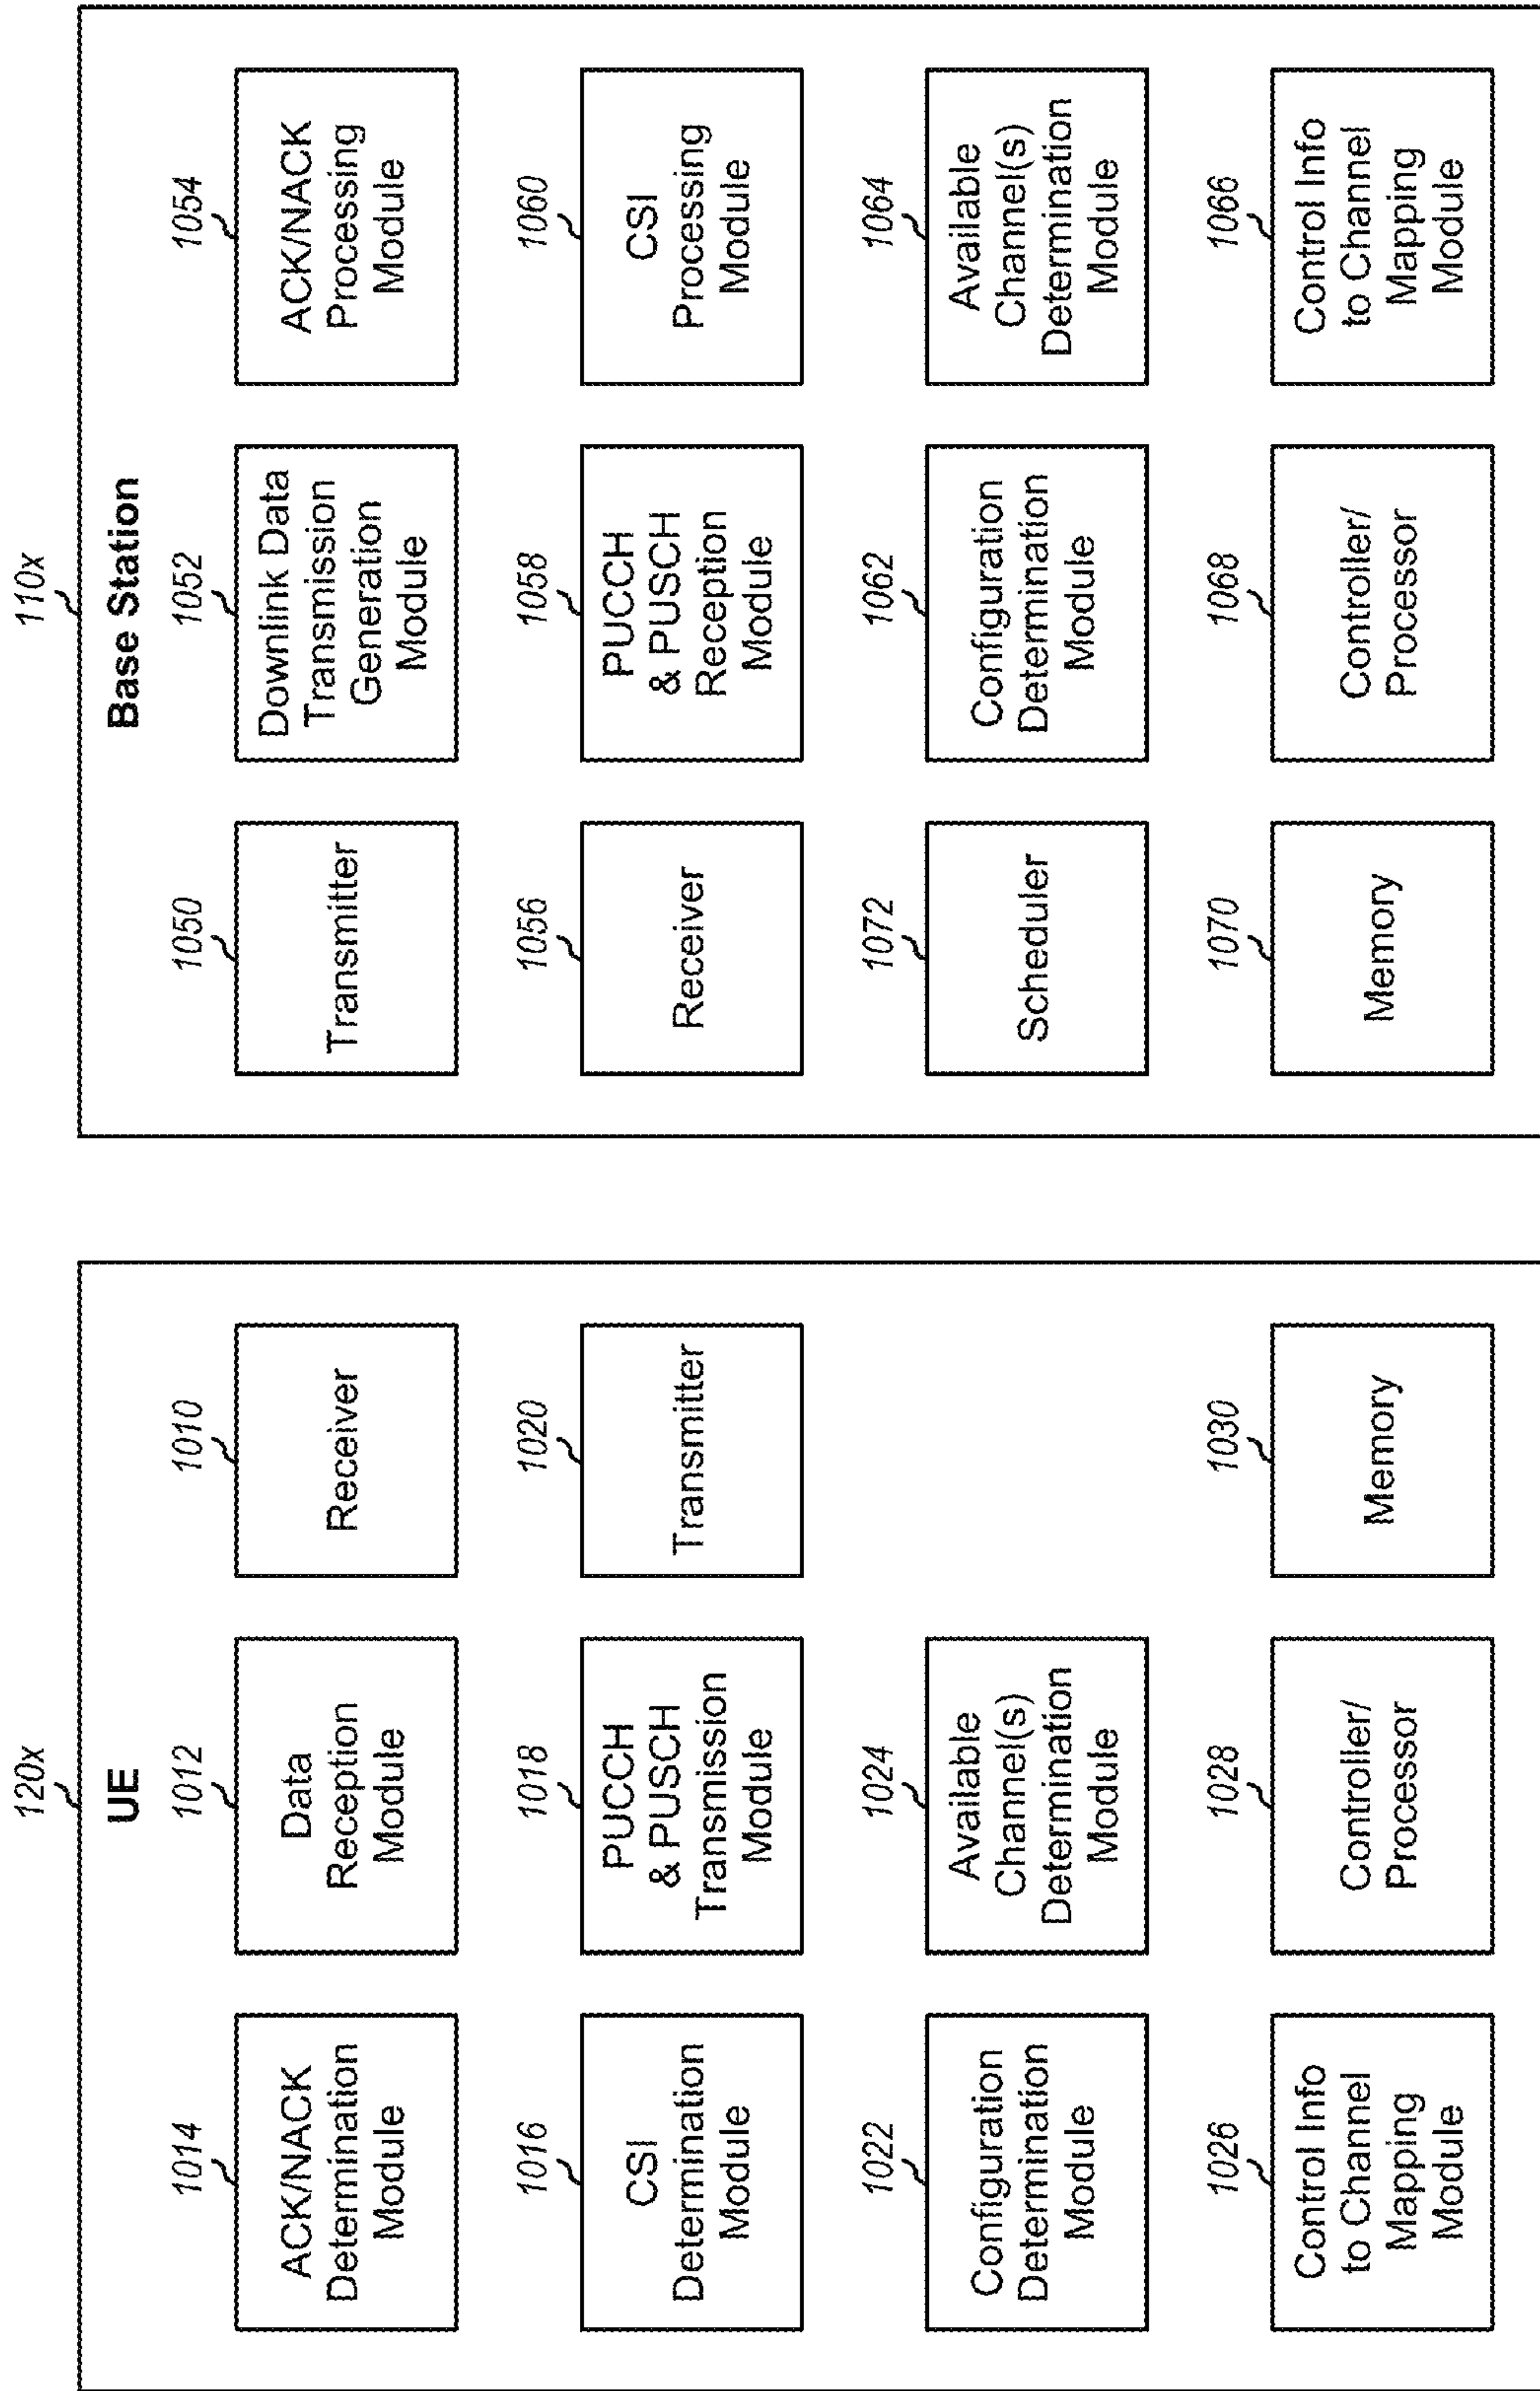 120x
UE
1014
ACK/NACK
Determination
Module
1012
Data
Reception
Module
1010
Receiver
1016
CSI
Determination
Module
1018
PUCCH
& PUSCH
Transmission
Module
1020
Transmitter
1022
Configuration
Determination
Module
1024
Available
Channel(s)
Determination
Module
1026
Control Info
to Channel
Mapping
Module
1028
Controller/
Processor
1030
Memory
110x
Base Station
1050
Transmitter
1052
Downlink Data
Transmission
Generation
Module
1054
ACK/NACK
Processing
Module
1056
Receiver
1058
PUCCH
& PUSCH
Reception
Module
1060
CSI
Processing
Module
1072
Scheduler
1062
Configuration
Determination
Module
1064
Available
Channel(s)
Determination
Module
1070
Memory
1068
Controller/
Processor
1066
Control Info
to Channel
Mapping
Module